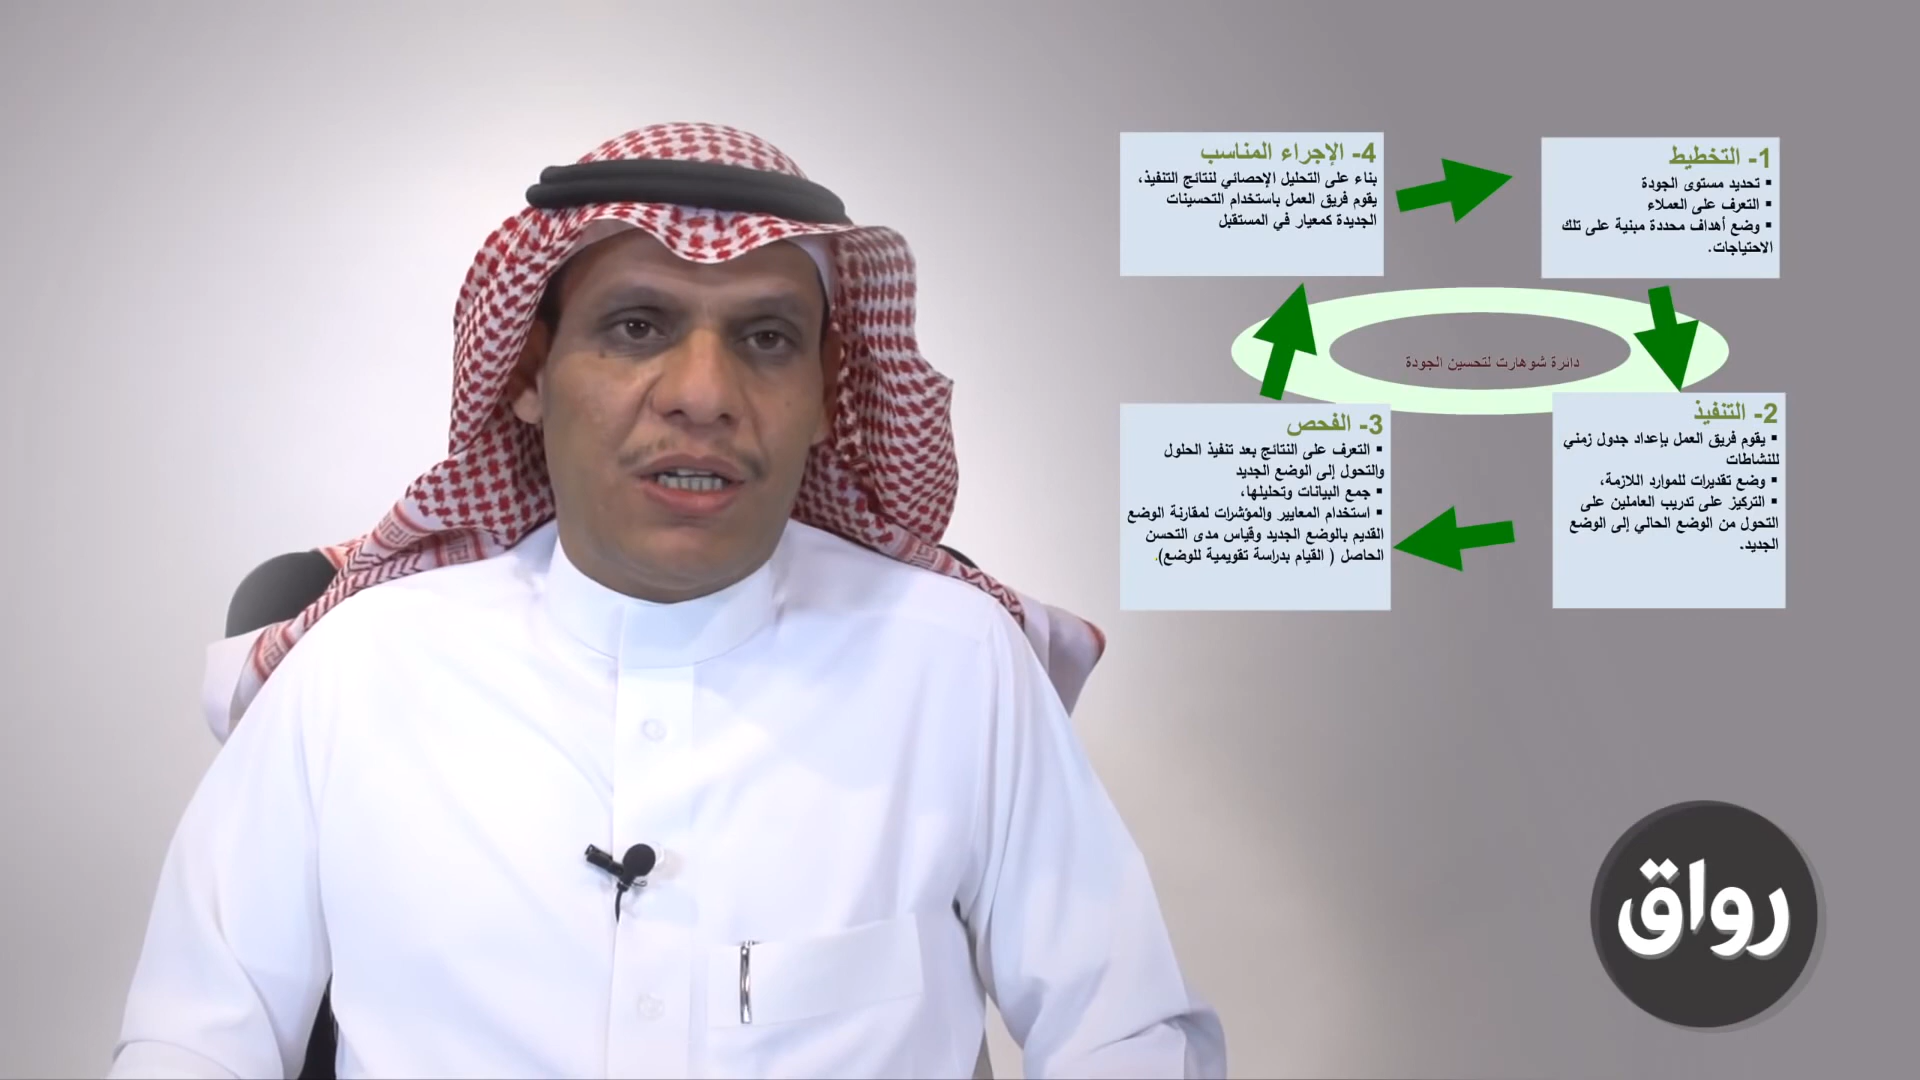 1- التخطيط
▪ تحديد مستوى الجودة
▪ التعرف على العملاء
▪ وضع أهداف محددة مبنية على تلك
الاحتياجات.
2- التنفيذ
▪ يقوم فريق العمل بإعداد جدول زمني
للنشاطات
▪ وضع تقديرات للموارد اللازمة،
▪ التركيز على تدريب العاملين على
التحول من الوضع الحالي إلى الوضع
الجديد.
3- الفحص
▪ التعرف على النتائج بعد تنفيذ الحلول
والتحول إلى الوضع الجديد
▪ جمع البيانات وتحليلها،
▪ استخدام المعايير والمؤشرات لمقارنة الوضع
القديم بالوضع الجديد وقياس مدى التحسن
الحاصل ( القيام بدراسة تقويمية للوضع).
4- الإجراء المناسب
بناء على التحليل الإحصائي لنتائج التنفيذ،
يقوم فريق العمل باستخدام التحسينات
الجديدة كمعيار في المستقبل
دائرة شوهارت لتحسين الجودة
رواق